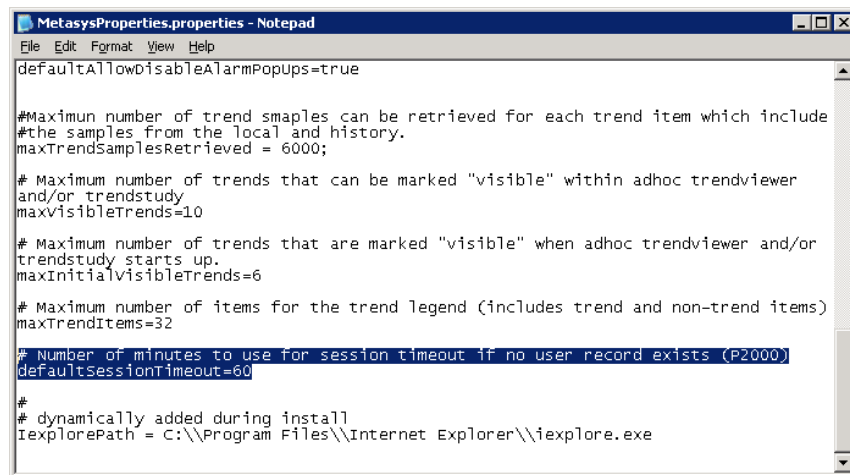 MetasysProperties.properties - Notepad
File Edit Format View Help
defaultAllowDisableAlarmPopUps=true
#Maximun number of trend smaples can be retrieved for each trend item which include
#the samples from the local and history.
maxTrendSamplesRetrieved = 6000;
# Maximum number of trends that can be marked "visible" within adhoc trendviewer
and/or trendstudy
maxVisibleTrends=10
# Maximum number of trends that are marked "visible" when adhoc trendviewer and/or
trendstudy starts up.
maxInitialVisibleTrends=6
# Maximum number of items for the trend legend (includes trend and non-trend items)
maxTrendItems=32
# Number of minutes to use for session timeout if no user record exists (P2000)
defaultSessionTimeout=60
#
# dynamically added during install
IexplorePath = C:\\Program Files\\Internet Explorer\\iexplore.exe